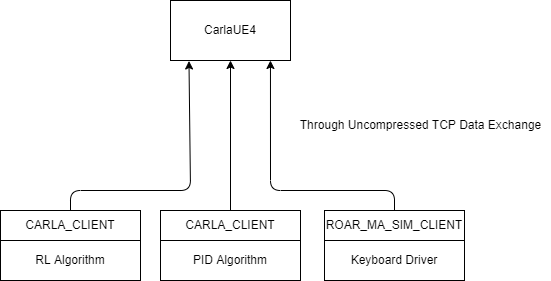 CarlaUE4
Through Uncompressed TCP Data Exchange
CARLA_CLIENT
CARLA_CLIENT
ROAR_MA_SIM_CLIENT
RL Algorithm
PID Algorithm
Keyboard Driver